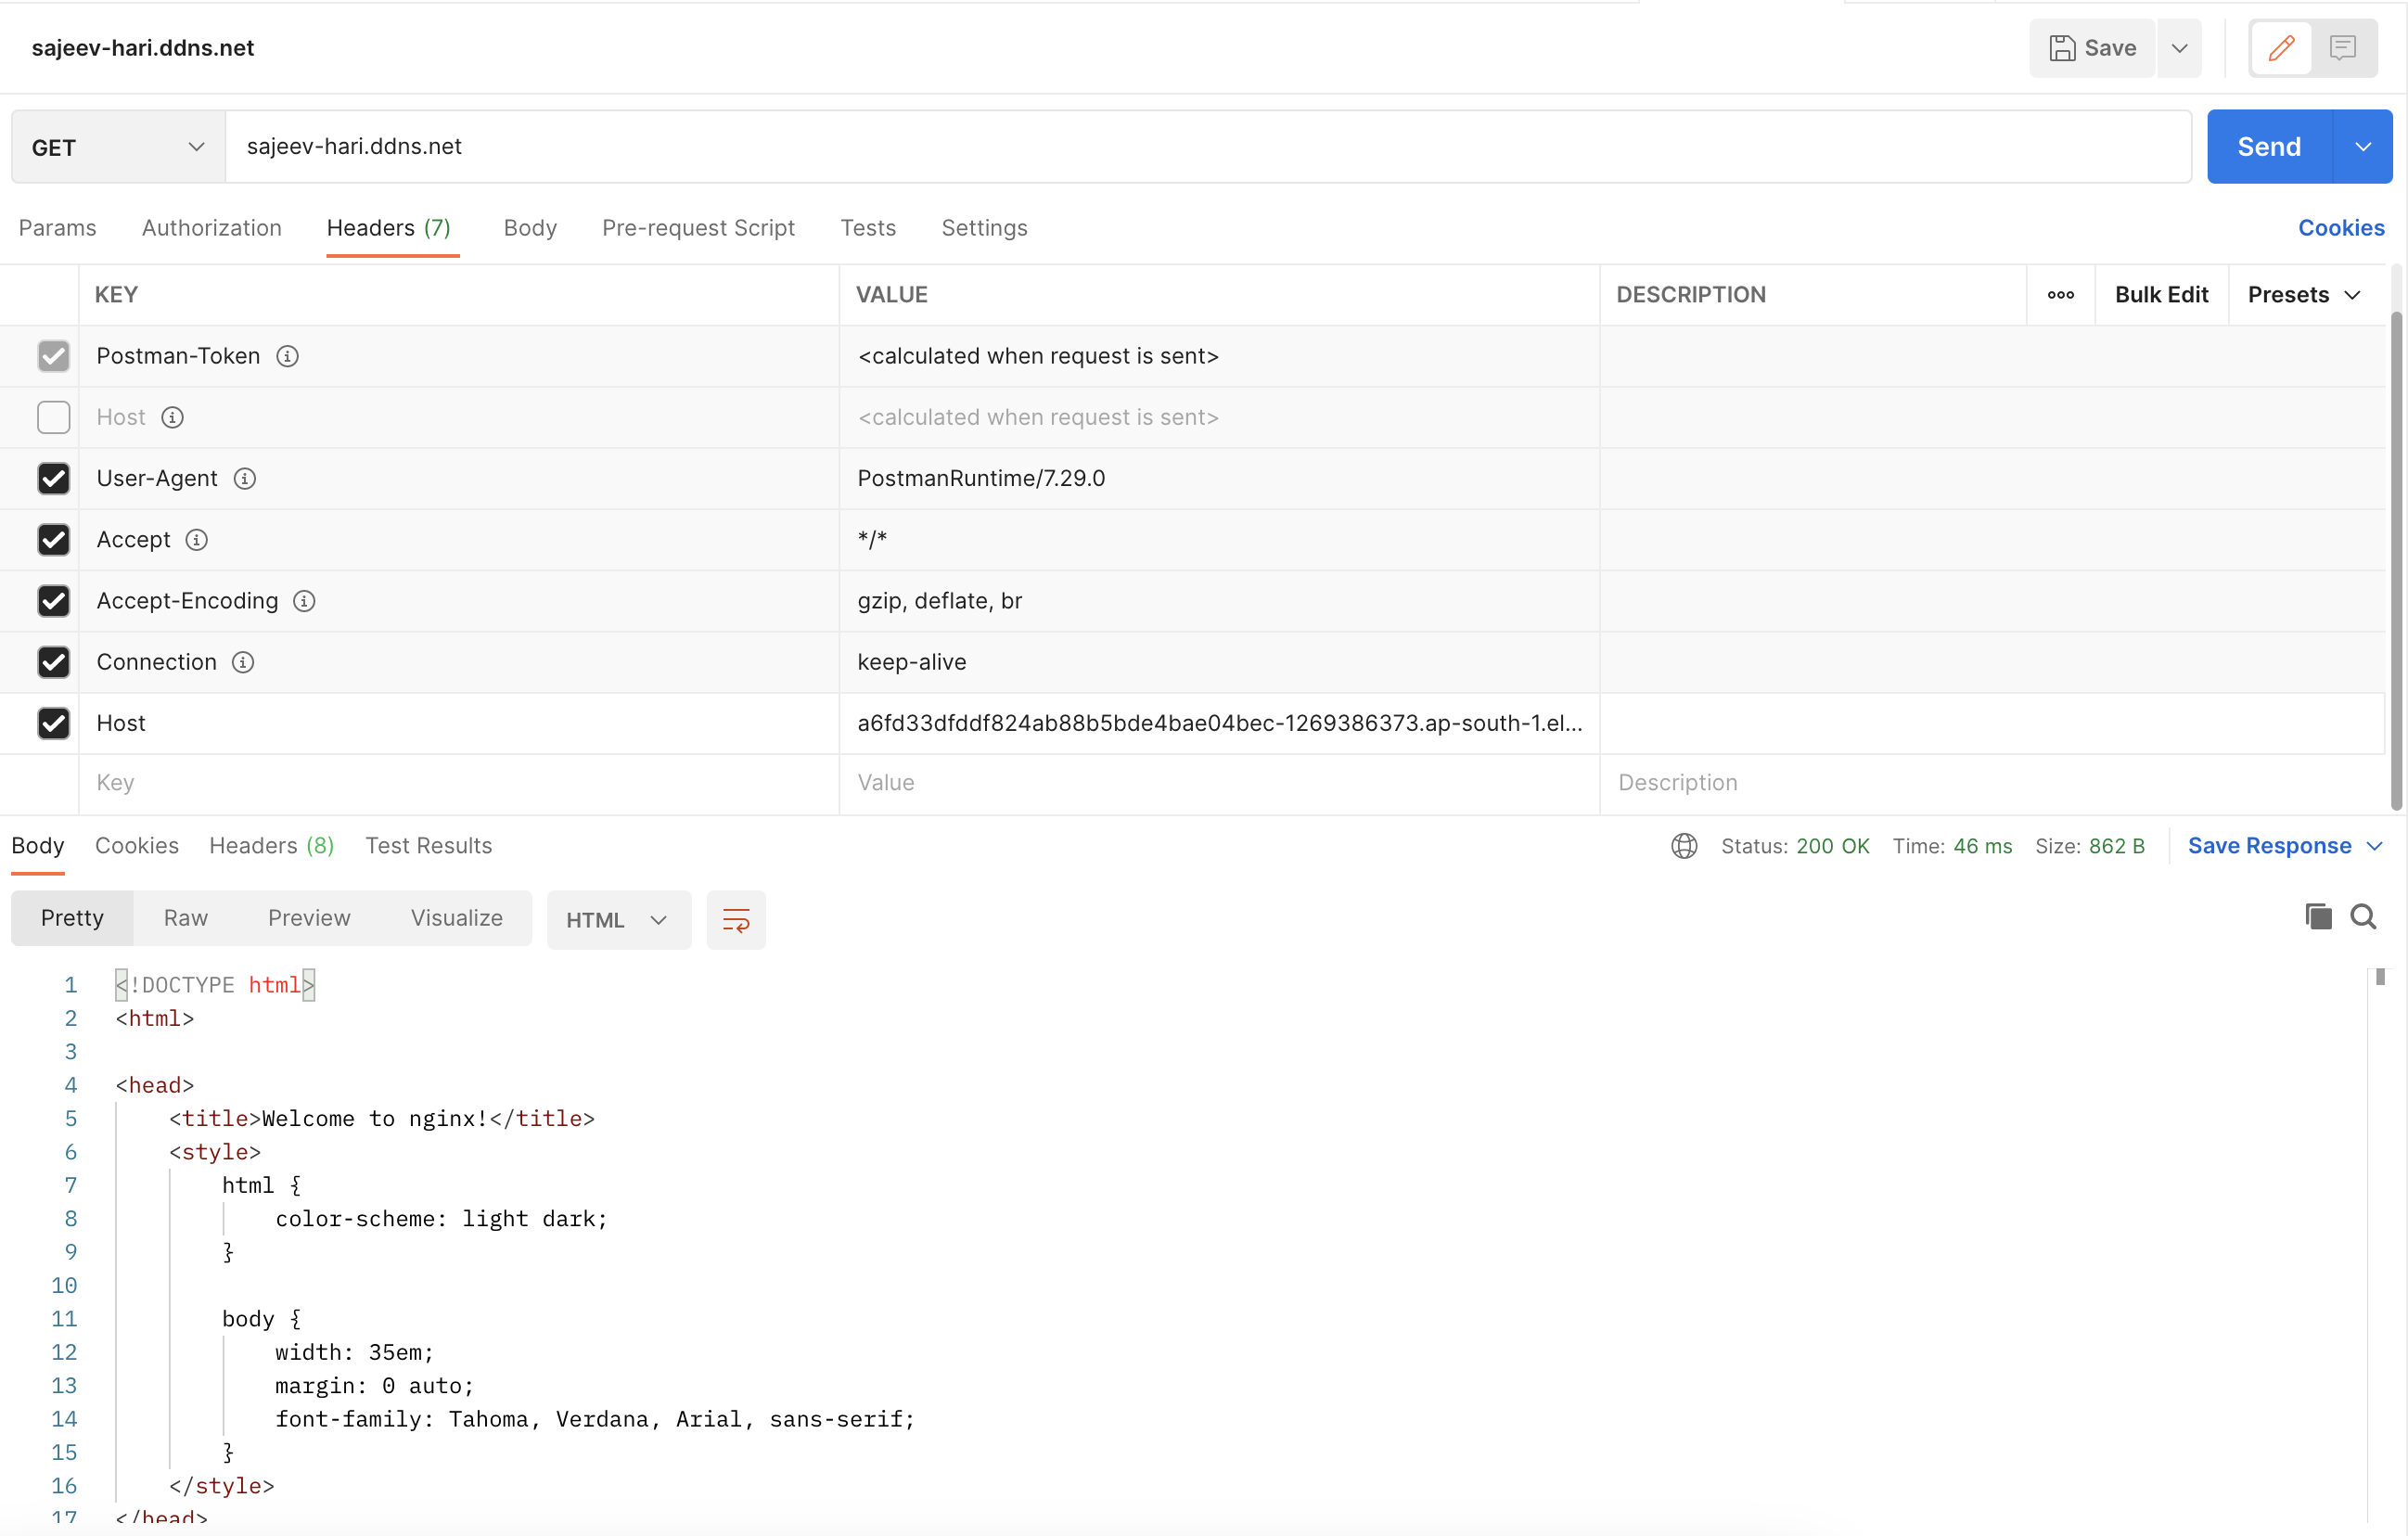 sajeev-hari.ddns.net
Save
GET
sajeev-hari.ddns.net
Send
Params Authorization Headers (7) Body Pre-request Script Tests Settings Cookies
KEY VALUE DESCRIPTION ooo Bulk Edit Presets
Postman-Token <calculated when request is sent>
Host <calculated when request is sent>
User-Agent PostmanRuntime/7.29.0
Accept */*
Accept-Encoding gzip, deflate, br
Connection keep-alive
Host a6fd33dfddf824ab88b5bde4bae04bec-1269386373.ap-south-1.el...
Key Value Description
Body Cookies Headers (8) Test Results Status: 200 OK Time: 46 ms Size: 862 B Save Response
Pretty Raw Preview Visualize HTML
1 <!DOCTYPE html>
2 <html>
3
4 <head>
5 <title>Welcome to nginx!</title>
6 <style>
7 html {
8 color-scheme: light dark;
9 }
10
11 body {
12 width: 35em;
13 margin: 0 auto;
14 font-family: Tahoma, Verdana, Arial, sans-serif;
15 }
16 </style>
17 </head>